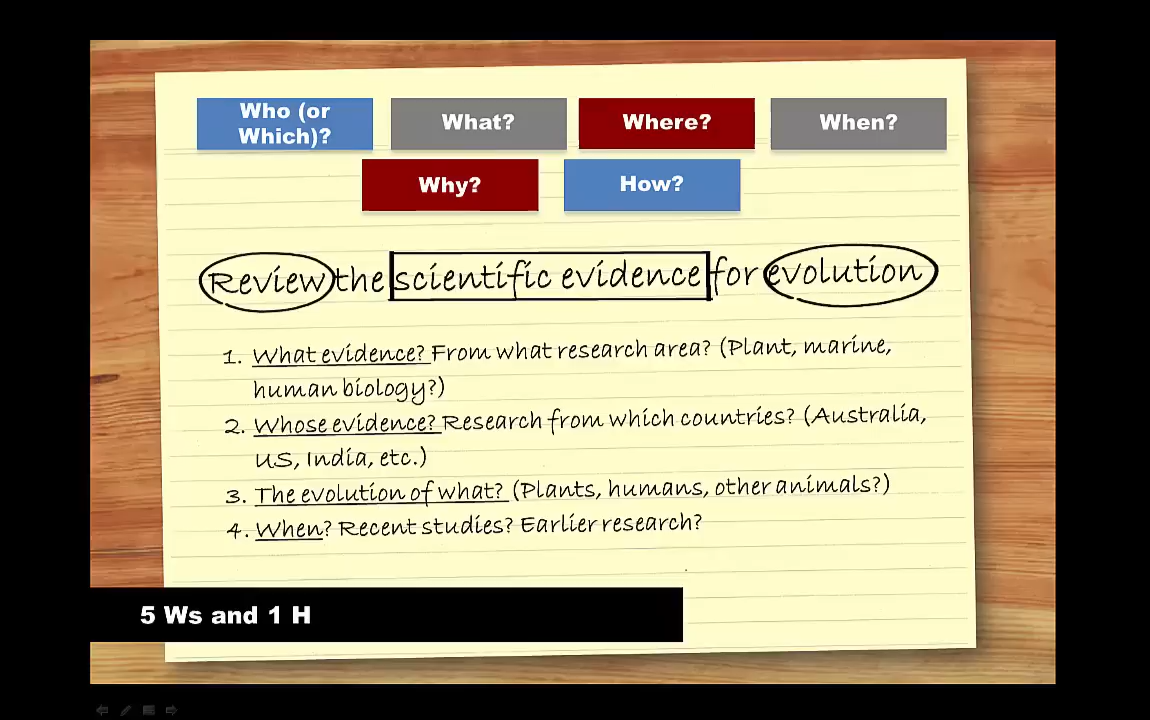 Who (or
Which)?
What?
Where?
When?
Why?
How?
Review the scientific evidence for evolution
1. What evidence? From what research area? (Plant, marine,
human biology?)
2. Whose evidence? Research from which countries? (Australia,
US, India, etc.)
3. The evolution of what? (Plants, humans, other animals?)
4. When? Recent studies? Earlier research?
5 Ws and 1 H